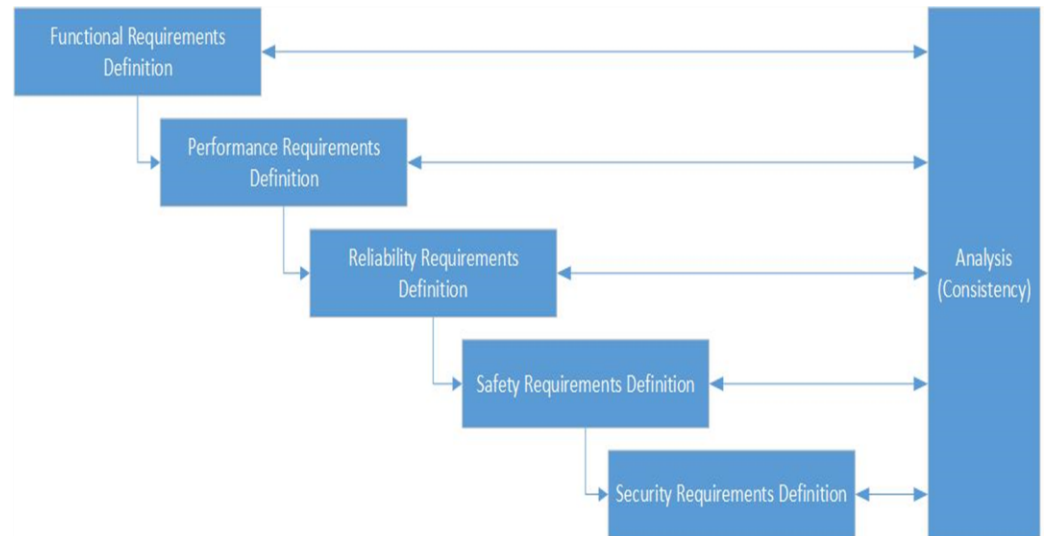 Functional Requirements
Definition
Performance Requirements
Definition
Reliability Requirements
Definition
Analysis
(Consistency)
Safety Requirements Definition
Security Requirements Definition